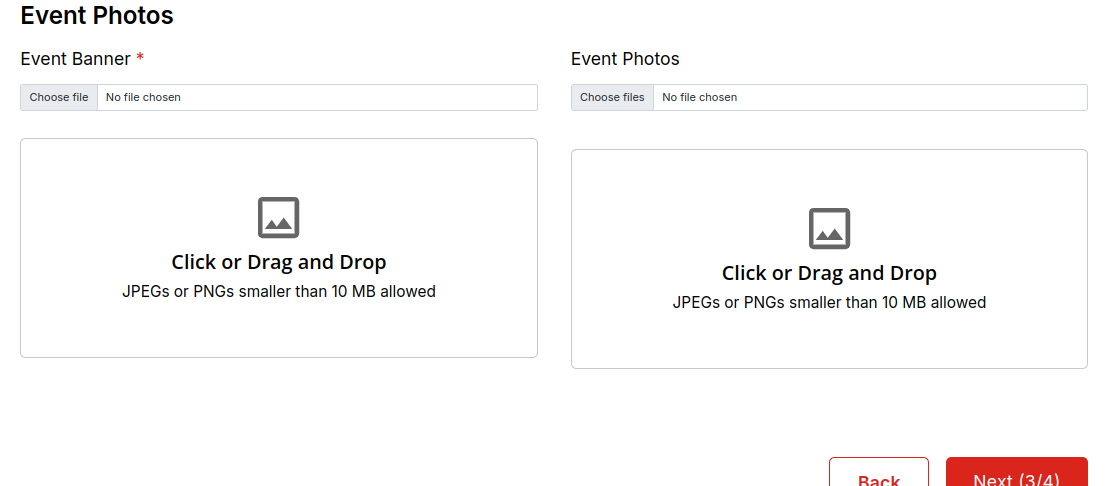 Event Photos
Event Banner *
Choose file No file chosen
Click or Drag and Drop
JPEGs or PNGs smaller than 10 MB allowed
Event Photos
Choose files No file chosen
Click or Drag and Drop
JPEGs or PNGs smaller than 10 MB allowed
Back
Next (3/4)